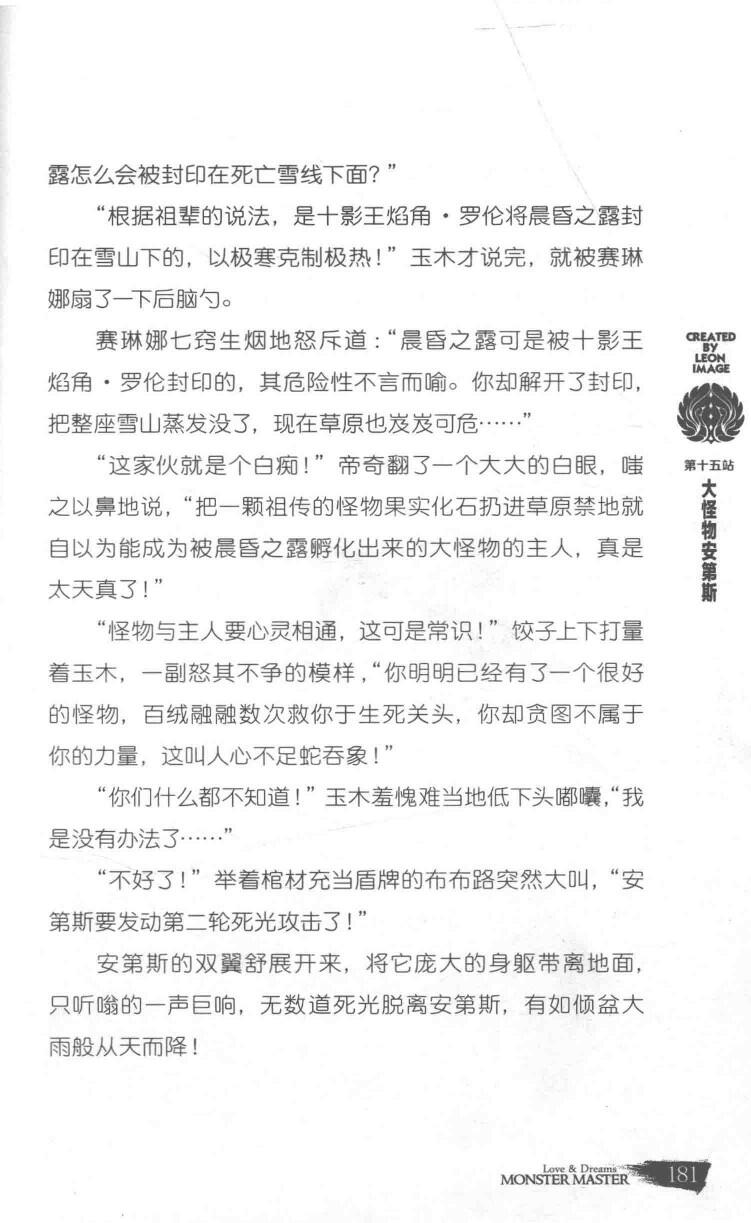 露怎么会被封印在死亡雪线下面？”
“根据祖辈的说法，是十影王焰角·罗伦将晨昏之露封
印在雪山下的，以极寒克制极热！”玉木才说完，就被赛琳
娜扇了一下后脑勺。
赛琳娜七窍生烟地怒斥道：“晨昏之露可是被十影王
焰角·罗伦封印的，其危险性不言而喻。你却解开了封印，
把整座雪山蒸发没了，现在草原也岌岌可危……”
“这家伙就是个白痴！”帝奇翻了一个大大的白眼，嗤
之以鼻地说，“把一颗祖传的怪物果实化石扔进草原禁地就
自以为能成为被晨昏之露孵化出来的大怪物的主人，真是
太天真了！”
“怪物与主人要心灵相通，这可是常识！”饺子上下打量
着玉木，一副怒其不争的模样，“你明明已经有了一个很好
的怪物，百绒融融数次救你于生死关头，你却贪图不属于
你的力量，这叫人心不足蛇吞象！”
“你们什么都不知道！”玉木羞愧难当地低下头嘟囔，“我
是没有办法了……”
“不好了！”举着棺材充当盾牌的布布路突然大叫，“安
第斯要发动第二轮死光攻击了！”
安第斯的双翼舒展开来，将它庞大的身躯带离地面，
只听嗡的一声巨响，无数道死光脱离安第斯，有如倾盆大
雨般从天而降！
CREATED
BY
LEON
IMAGE
第十五站
大怪物安第斯
Love & Dreams
MONSTER MASTER
181